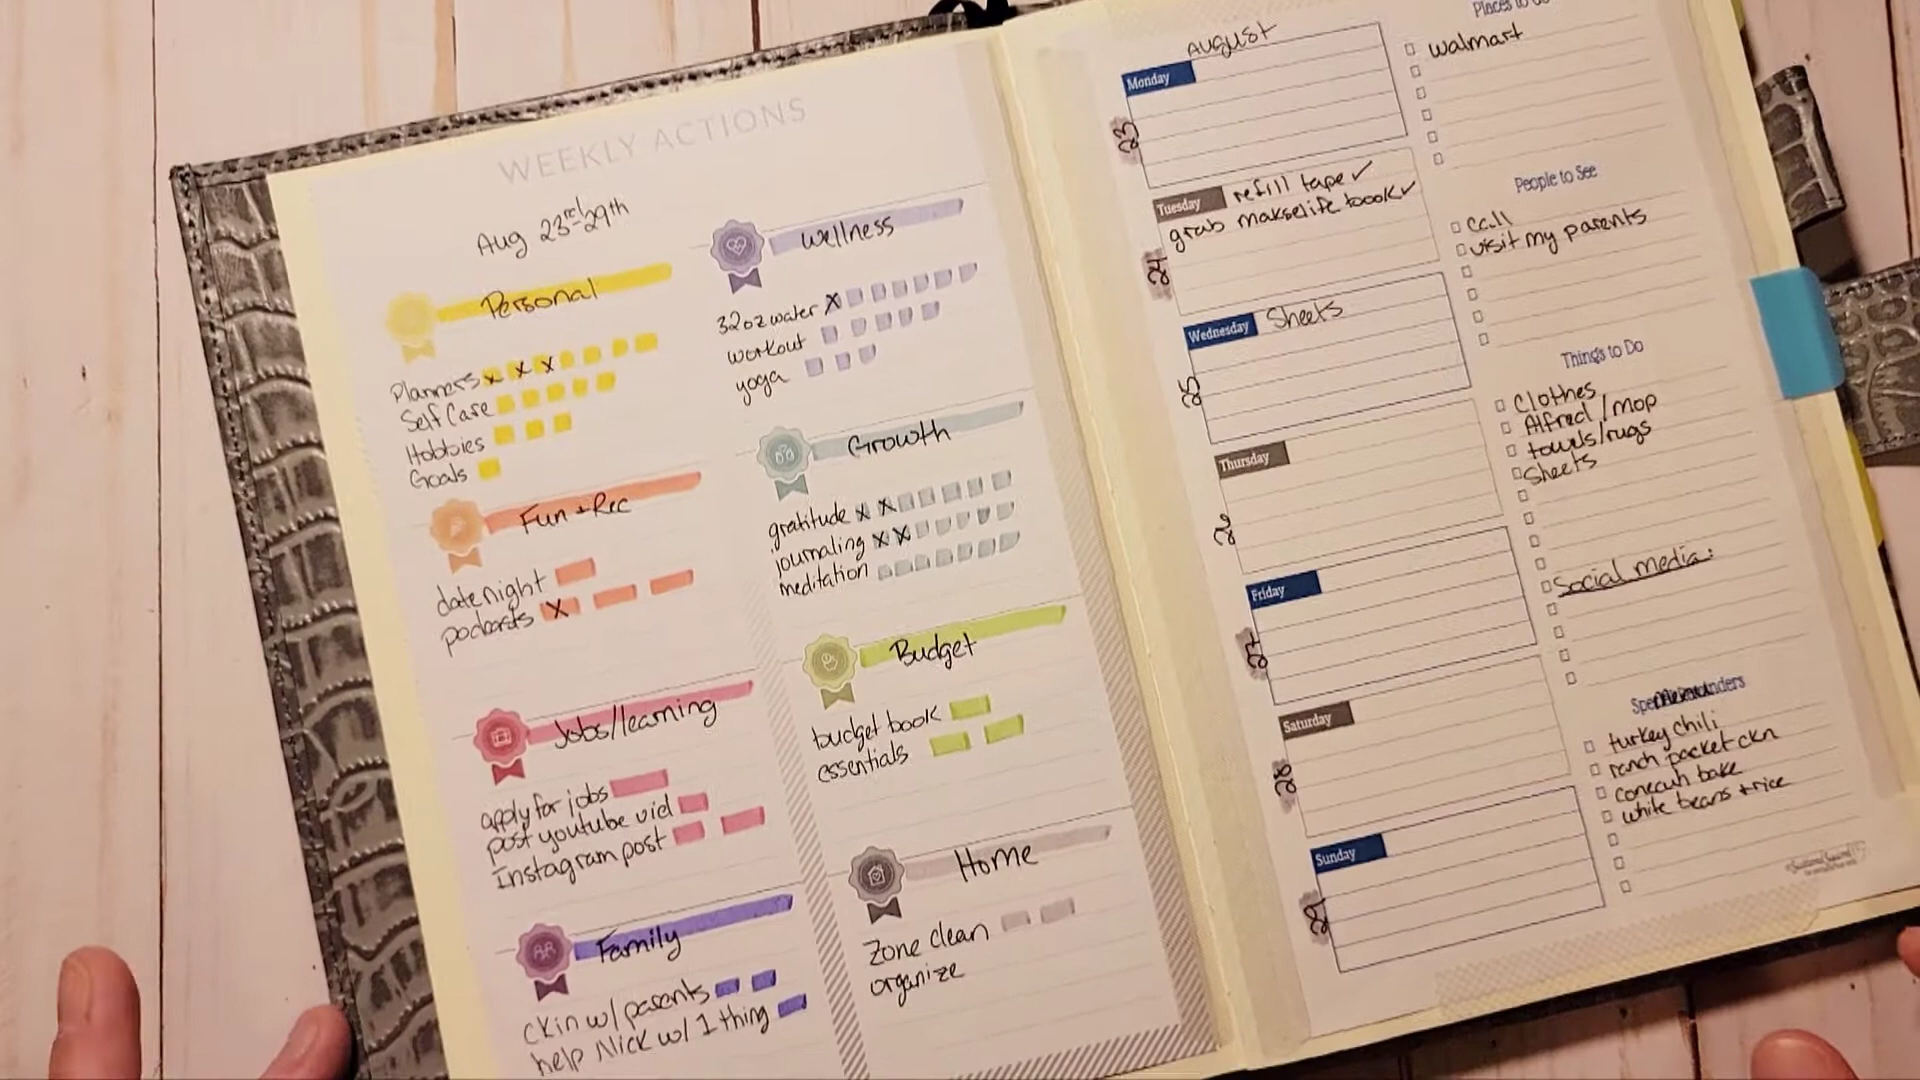 WEEKLY ACTIONS
Aug 23rd-29th
Personal
Planners x x x
Self Care
Hobbies
Goals
Fun + Rec
date night
podcasts X
Jobs/learning
apply for jobs
post youtube vid
Instagram post
Family
ckin w/ parents
help Nick w/ 1 thing
Wellness
32oz water X
workout
yoga
Growth
gratitude x x
journaling x x
meditation
Budget
budget book
essentials
Home
Zone clean
organize
August
Monday
23
Tuesday refill tape ✓
grab makselife book ✓
24
Wednesday Sheets
25
Thursday
26
Friday
27
Saturday
28
Sunday
29
Places to Go
walmart
People to See
Call
visit my parents
Things to Do
Clothes
Alfred / mop
towels/rugs
Sheets
Social media:
turkey chili
ranch packet ckn
conecuh bake
white beans + rice